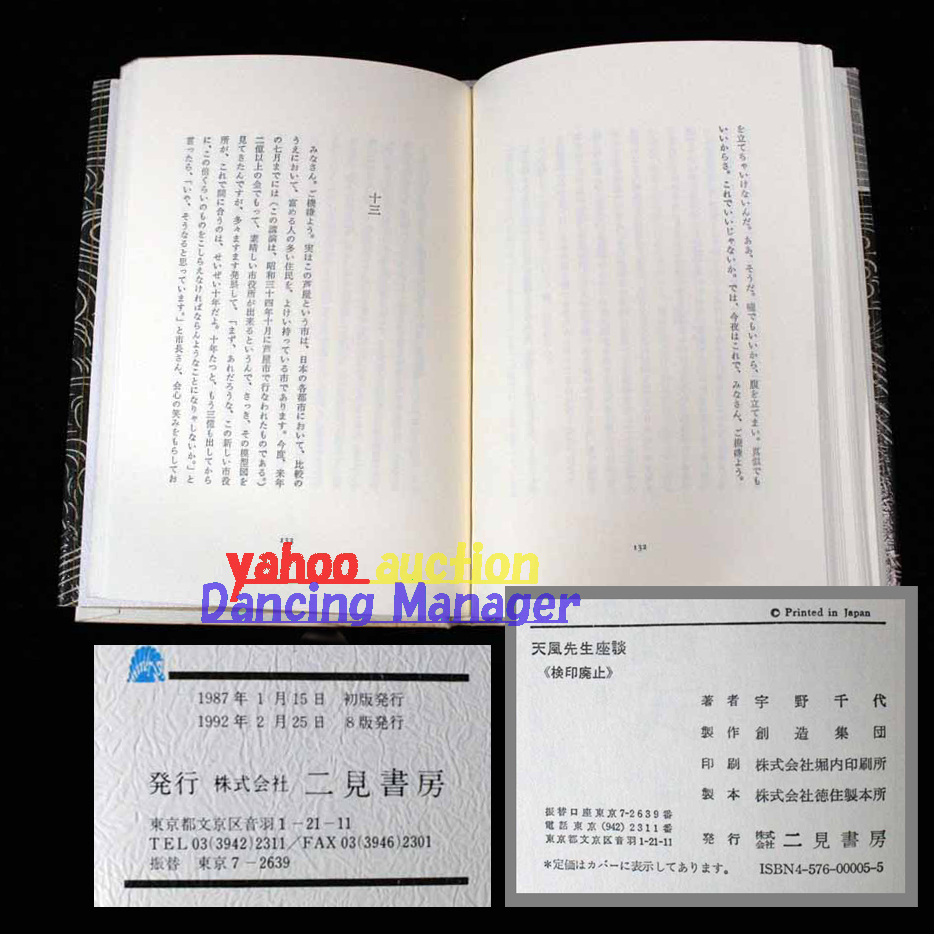 を立てちゃいけないんだ。ああ、そうだ。嘘でもいいから、腹を立てまい。真似でも
いいからさ。これでいいじゃないか。では、今夜はこれで、みなさん、ご機嫌よう。
132
十三
みなさん。ご機嫌よう。実はこの芦屋という市は、日本の各都市において、比較の
うえにおいて、富める人の多い住民を、よけい持っている市であります。今度、来年
の七月までには（この講演は、昭和三十四年十月に芦屋市で行なわれたものである。）
二億以上の金でもって、素晴しい市役所が出来るというんで、さっき、その模型図を
見てきたんですが、多々ますます発展して、「まず、あれだろうな、この新しい市役
所が、これで間に合うのは、せいぜい十年だよ。十年たつと、もう三億も出してから
に、この倍くらいのものをこしらえなければならんようなことになりゃしないか。」と
言ったら、「いや、そうなると思っています。」と市長さん、会心の笑みをもらしてお
yahoo auction
Dancing Manager
1987年1月15日 初版発行
1992年2月25日 8版発行
発行 株式会社 二見書房
東京都文京区音羽1-21-11
TEL03(3942)2311／FAX03(3946)2301
振替 東京7-2639
© Printed in Japan
天風先生座談
《検印廃止》
著者 宇野千代
製作 創造集団
印刷 株式会社堀内印刷所
製本 株式会社徳住製本所
発行 株式会社 二見書房
振替口座東京7-2639番
電話東京(942)2311番
東京都文京区音羽1-21-11
＊定価はカバーに表示してあります。 ISBN4-576-00005-5